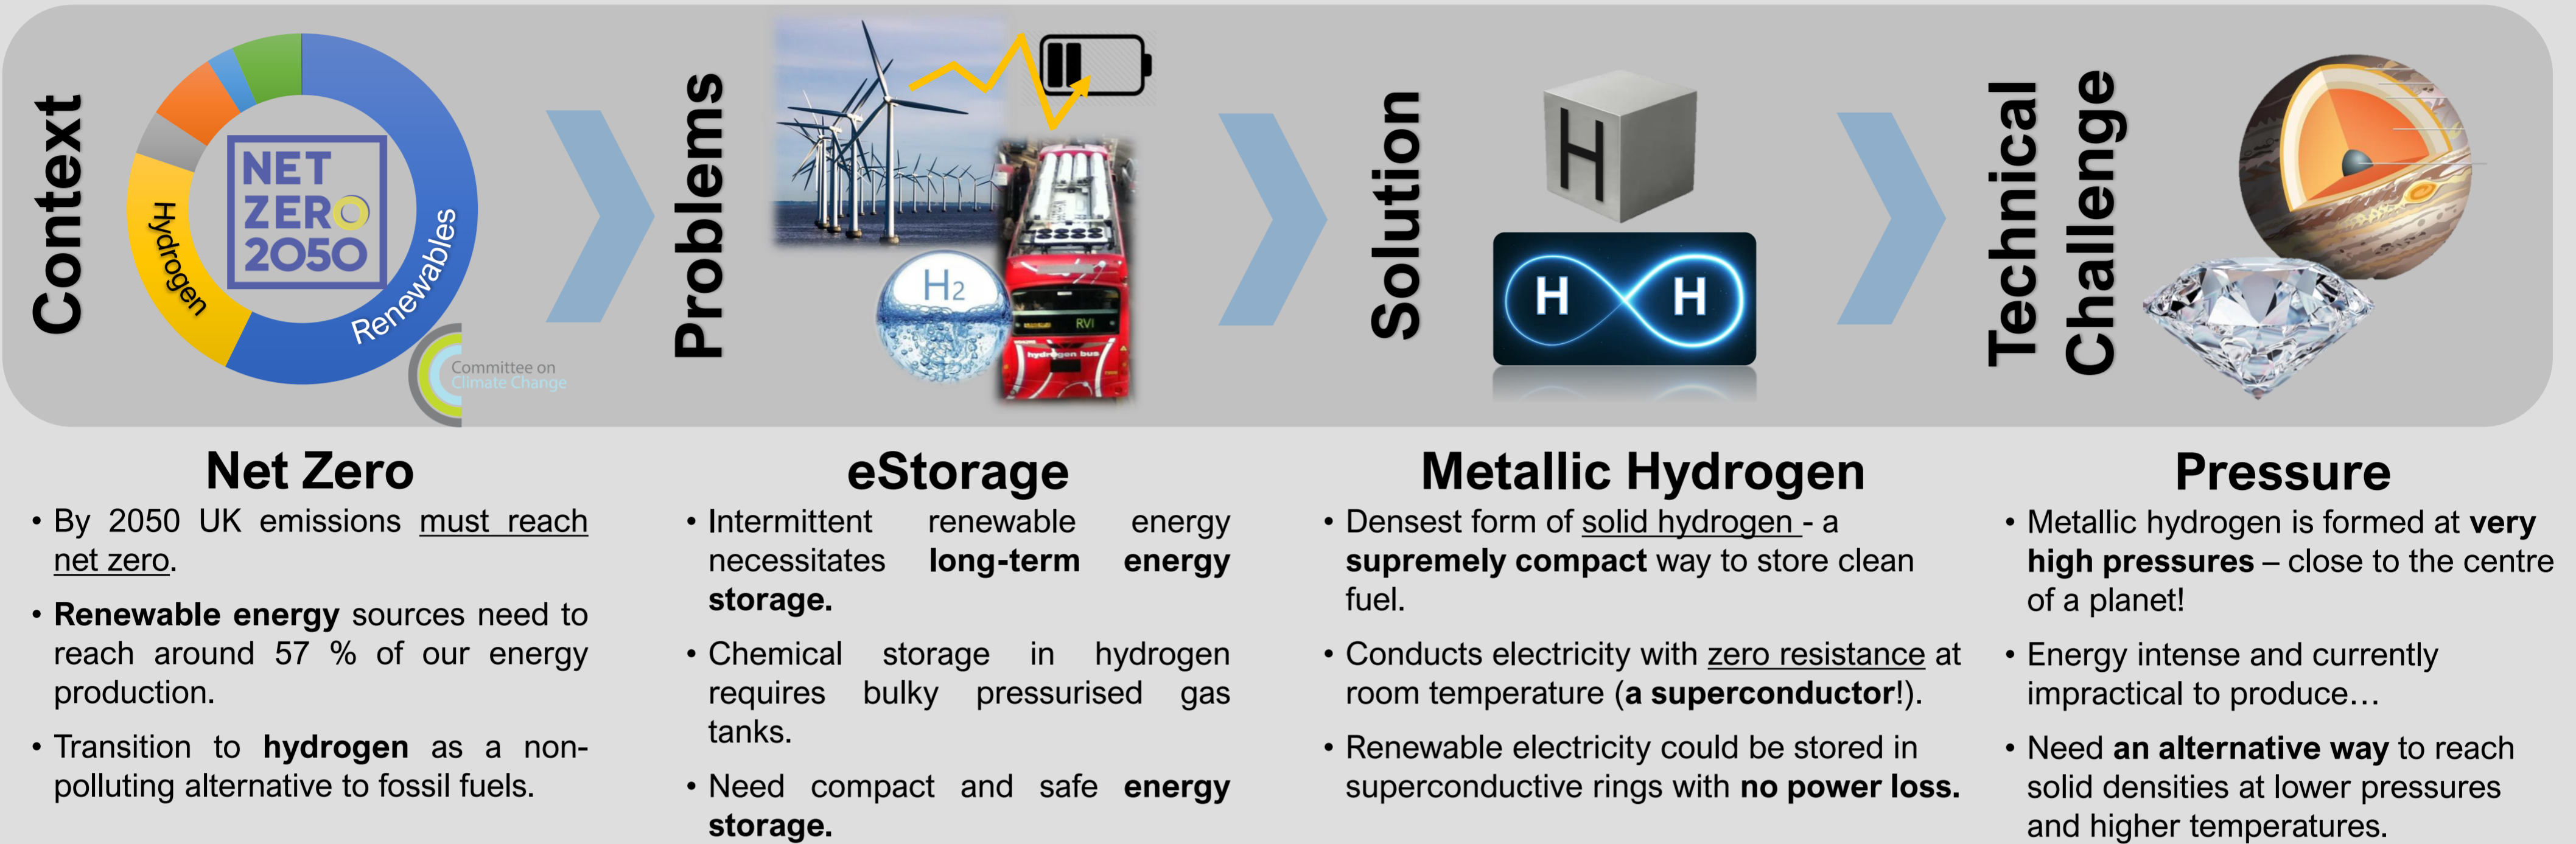 Context
Hydrogen
NET
ZERO
2050
Renewables
Committee on
Climate Change
Problems
H2
RVI
hydrogen bus
Solution
H
H H
Technical
Challenge
Net Zero
• By 2050 UK emissions must reach
net zero.
• Renewable energy sources need to
reach around 57 % of our energy
production.
• Transition to hydrogen as a non-
polluting alternative to fossil fuels.
eStorage
• Intermittent renewable energy
necessitates long-term energy
storage.
• Chemical storage in hydrogen
requires bulky pressurised gas
tanks.
• Need compact and safe energy
storage.
Metallic Hydrogen
• Densest form of solid hydrogen - a
supremely compact way to store clean
fuel.
• Conducts electricity with zero resistance at
room temperature (a superconductor!).
• Renewable electricity could be stored in
superconductive rings with no power loss.
Pressure
• Metallic hydrogen is formed at very
high pressures – close to the centre
of a planet!
• Energy intense and currently
impractical to produce…
• Need an alternative way to reach
solid densities at lower pressures
and higher temperatures.